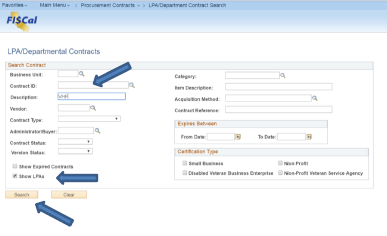 Favorites Main Menu > Procurement Contracts > LPA/Department Contract Search
FI$Cal
LPA/Departmental Contracts
Search Contract
Business Unit:
Category:
Contract ID:
Item Description:
Description:
Acquisition Method:
Vendor:
Contract Reference:
Contract Type:
Expires Between
Administrator/Buyer:
From Date: To Date:
Contract Status:
Certification Type
Version Status:
Small Business Non Profit
Show Expired Contracts
Disabled Veteran Business Enterprise Non-Profit Veteran Service Agency
Show LPAs
Search Clear